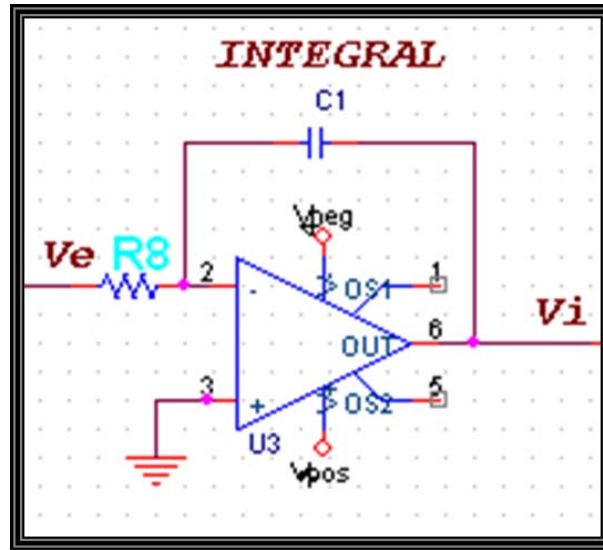 INTEGRAL
C1
Vneg
Ve
R8
2
-
OS1
1
OUT
6
Vi
3
+
OS2
5
U3
Vpos